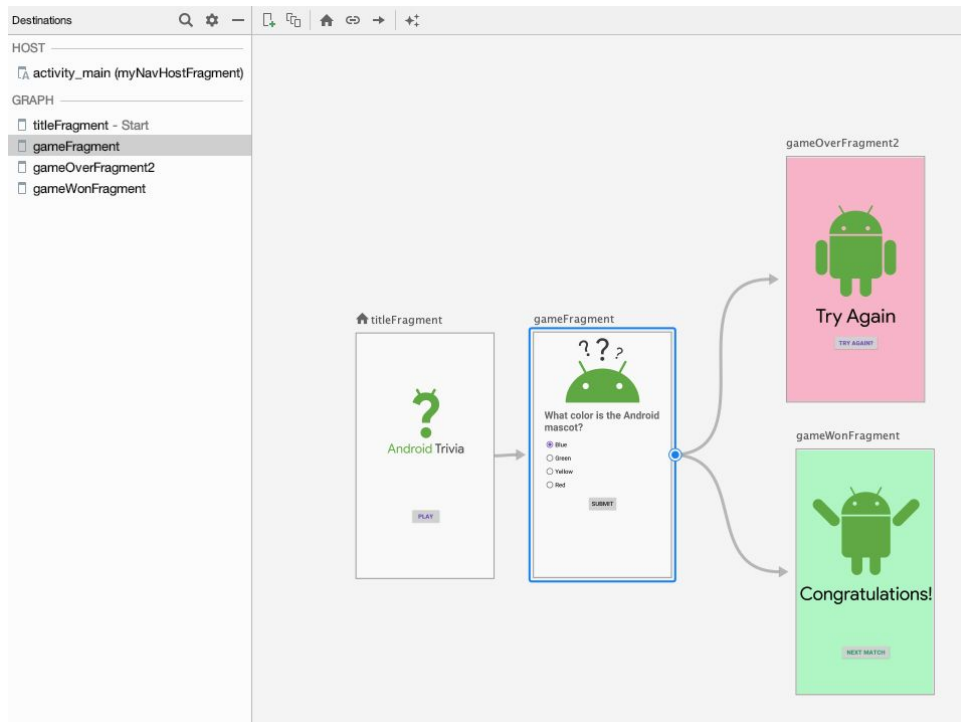 Destinations
HOST
activity_main (myNavHostFragment)
GRAPH
titleFragment - Start
gameFragment
gameOverFragment2
gameWonFragment
titleFragment
Android Trivia
PLAY
gameFragment
? ? ?
What color is the Android
mascot?
Blue
Green
Yellow
Red
SUBMIT
gameOverFragment2
Try Again
TRY AGAIN?
gameWonFragment
Congratulations!
NEXT MATCH